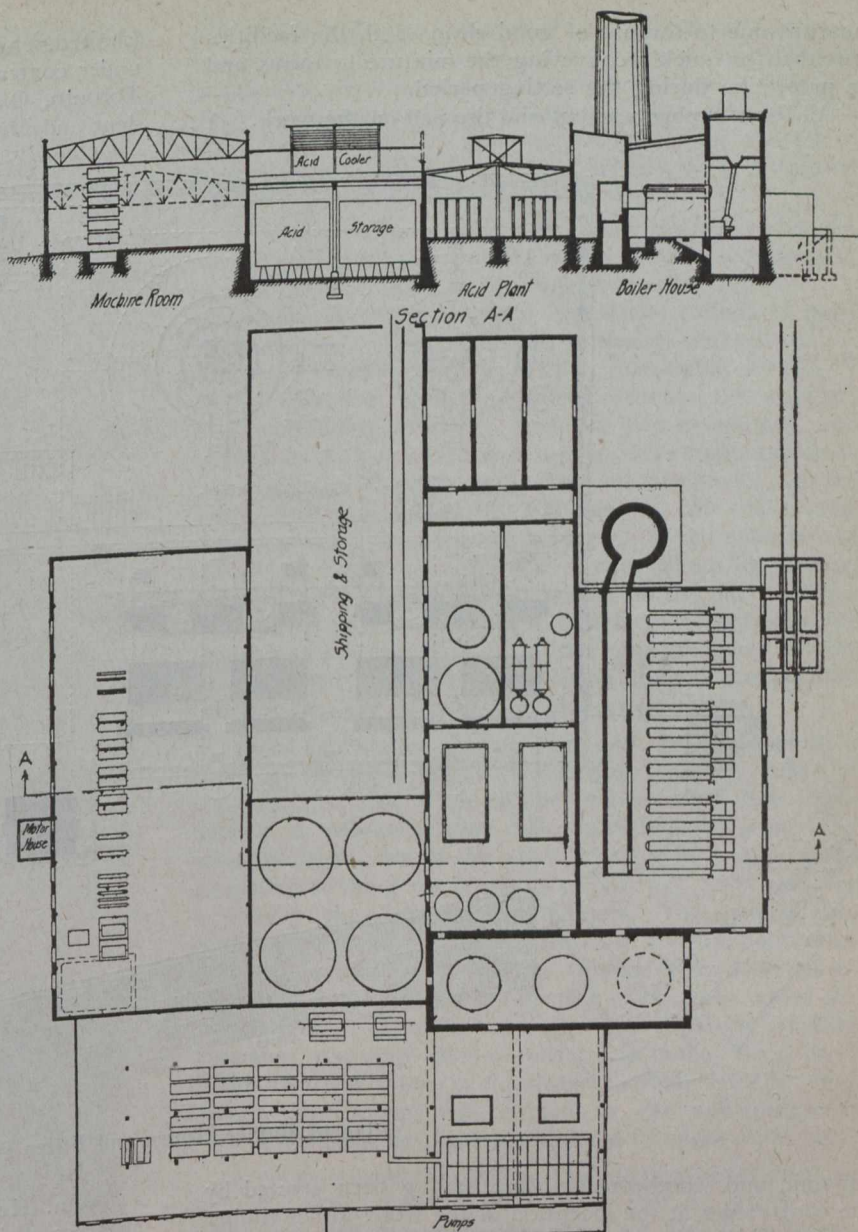 Acid Cooler
Acid Storage
Machine Room
Acid Plant
Boiler House
Section A-A
Shipping & Storage
A
A
Motor
House
Pumps